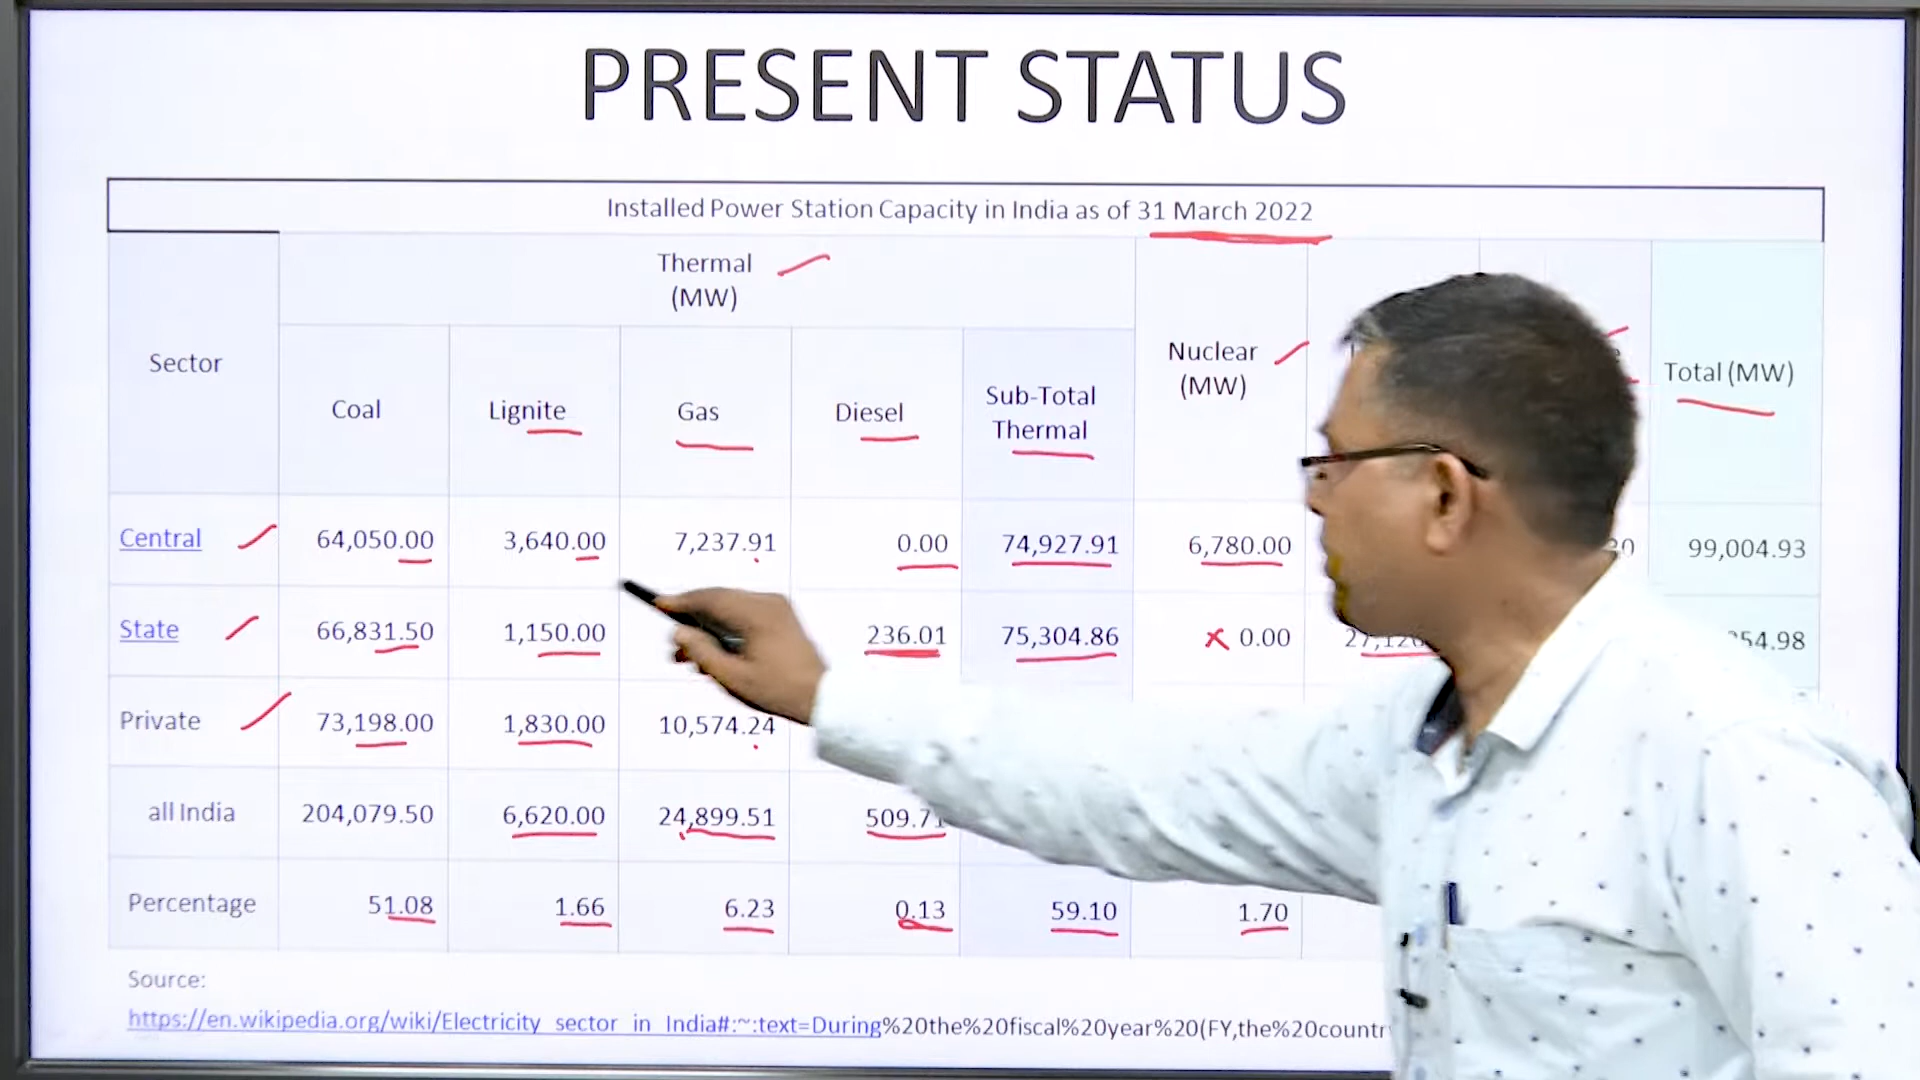 PRESENT STATUS
Installed Power Station Capacity in India as of 31 March 2022
Thermal
(MW)
Sector
Nuclear
(MW)
Total (MW)
Coal
Lignite
Gas
Diesel
Sub-Total
Thermal
Central 64,050.00 3,640.00 7,237.91 0.00 74,927.91 6,780.00 99,004.93
State 66,831.50 1,150.00 236.01 75,304.86 0.00
Private 73,198.00 1,830.00 10,574.24
all India 204,079.50 6,620.00 24,899.51 509.71
Percentage 51.08 1.66 6.23 0.13 59.10 1.70
Source:
https://en.wikipedia.org/wiki/Electricity_sector_in_India#:~:text=During%20the%20fiscal%20year%20(FY,the%20countr